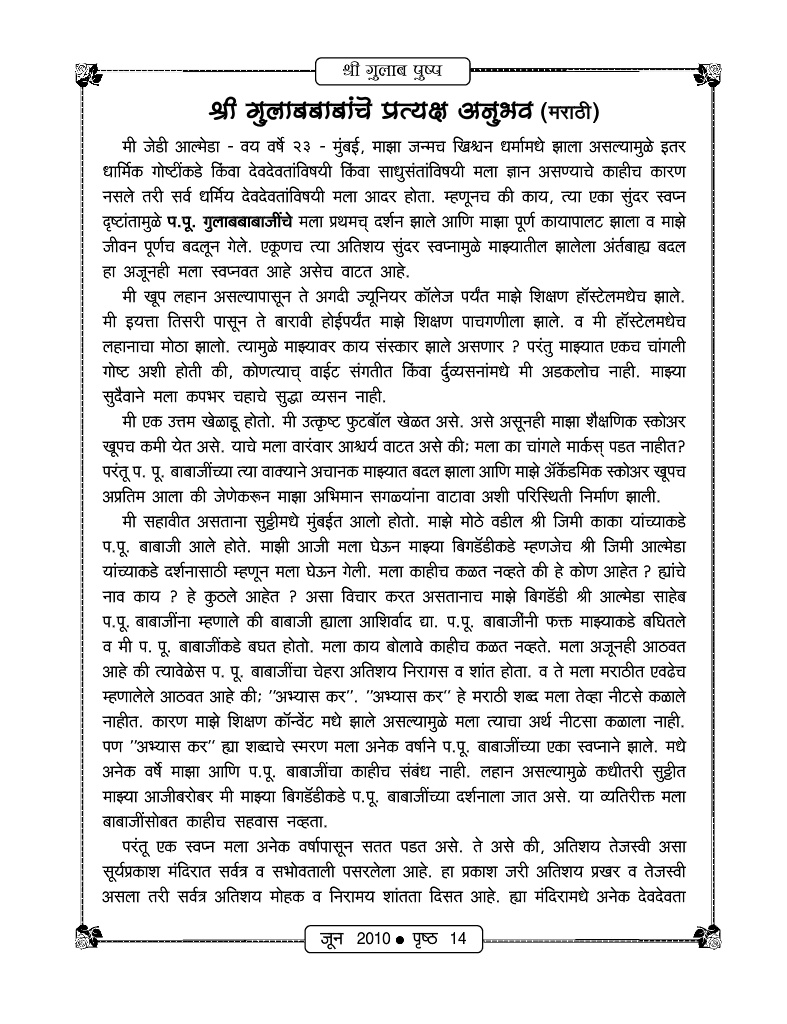 श्री गुलाब पुष्प
श्री गुलाबबाबांचे प्रत्यक्ष अनुभव (मराठी)
मी जेडी आल्मेडा - वय वर्षे २३ - मुंबई, माझा जन्मच ख्रिश्चन धर्मामधे झाला असल्यामुळे इतर
धार्मिक गोष्टींकडे किंवा देवदेवतांविषयी किंवा साधुसंतांविषयी मला ज्ञान असण्याचे काहीच कारण
नसले तरी सर्व धर्मिय देवदेवतांविषयी मला आदर होता. म्हणूनच की काय, त्या एका सुंदर स्वप्न
दृष्टांतामुळे प.पू. गुलाबबाबाजींचे मला प्रथमच् दर्शन झाले आणि माझा पूर्ण कायापालट झाला व माझे
जीवन पूर्णच बदलून गेले. एकूणच त्या अतिशय सुंदर स्वप्नामुळे माझ्यातील झालेला अंर्तबाह्य बदल
हा अजूनही मला स्वप्नवत आहे असेच वाटत आहे.
मी खूप लहान असल्यापासून ते अगदी ज्यूनियर कॉलेज पर्यंत माझे शिक्षण हॉस्टेलमधेच झाले.
मी इयत्ता तिसरी पासून ते बारावी होईपर्यंत माझे शिक्षण पाचगणीला झाले. व मी हॉस्टेलमधेच
लहानाचा मोठा झालो. त्यामुळे माझ्यावर काय संस्कार झाले असणार ? परंतु माझ्यात एकच चांगली
गोष्ट अशी होती की, कोणत्याच् वाईट संगतीत किंवा र्दुव्यसनांमधे मी अडकलोच नाही. माझ्या
सुदैवाने मला कपभर चहाचे सुद्धा व्यसन नाही.
मी एक उत्तम खेळाडू होतो. मी उत्कृष्ट फुटबॉल खेळत असे. असे असूनही माझा शैक्षणिक स्कोअर
खूपच कमी येत असे. याचे मला वारंवार आश्चर्य वाटत असे की; मला का चांगले मार्कस् पडत नाहीत?
परंतू प. पू. बाबाजींच्या त्या वाक्याने अचानक माझ्यात बदल झाला आणि माझे ॲकॅडमिक स्कोअर खूपच
अप्रतिम आला की जेणेकरून माझा अभिमान सगळ्यांना वाटावा अशी परिस्थिती निर्माण झाली.
मी सहावीत असताना सुट्टीमधे मुंबईत आलो होतो. माझे मोठे वडील श्री जिमी काका यांच्याकडे
प.पू. बाबाजी आले होते. माझी आजी मला घेऊन माझ्या बिगडॅडीकडे म्हणजेच श्री जिमी आल्मेडा
यांच्याकडे दर्शनासाठी म्हणून मला घेऊन गेली. मला काहीच कळत नव्हते की हे कोण आहेत ? ह्यांचे
नाव काय ? हे कुठले आहेत ? असा विचार करत असतानाच माझे बिगडॅडी श्री आल्मेडा साहेब
प.पू. बाबाजींना म्हणाले की बाबाजी ह्याला आशिर्वाद द्या. प.पू. बाबाजींनी फक्त माझ्याकडे बघितले
व मी प. पू. बाबाजींकडे बघत होतो. मला काय बोलावे काहीच कळत नव्हते. मला अजूनही आठवत
आहे की त्यावेळेस प. पू. बाबाजींचा चेहरा अतिशय निरागस व शांत होता. व ते मला मराठीत एवढेच
म्हणालेले आठवत आहे की; ''अभ्यास कर''. ''अभ्यास कर'' हे मराठी शब्द मला तेव्हा नीटसे कळाले
नाहीत. कारण माझे शिक्षण कॉन्वेंट मधे झाले असल्यामुळे मला त्याचा अर्थ नीटसा कळाला नाही.
पण ''अभ्यास कर'' ह्या शब्दाचे स्मरण मला अनेक वर्षाने प.पू. बाबाजींच्या एका स्वप्नाने झाले. मधे
अनेक वर्षे माझा आणि प.पू. बाबाजींचा काहीच संबंध नाही. लहान असल्यामुळे कधीतरी सुट्टीत
माझ्या आजीबरोबर मी माझ्या बिगडॅडीकडे प.पू. बाबाजींच्या दर्शनाला जात असे. या व्यतिरीक्त मला
बाबाजींसोबत काहीच सहवास नव्हता.
परंतू एक स्वप्न मला अनेक वर्षापासून सतत पडत असे. ते असे की, अतिशय तेजस्वी असा
सूर्यप्रकाश मंदिरात सर्वत्र व सभोवताली पसरलेला आहे. हा प्रकाश जरी अतिशय प्रखर व तेजस्वी
असला तरी सर्वत्र अतिशय मोहक व निरामय शांतता दिसत आहे. ह्या मंदिरामधे अनेक देवदेवता
जून 2010 ● पृष्ठ 14